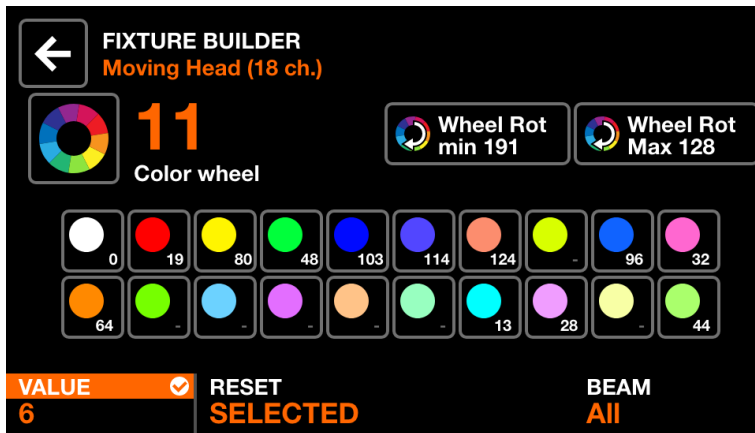 FIXTURE BUILDER
Moving Head (18 ch.)
11
Color wheel
Wheel Rot
min 191
Wheel Rot
Max 128
0 19 80 48 103 114 124 - 96 32
64 - - - - - 13 28 - 44
VALUE
6
RESET
SELECTED
BEAM
All